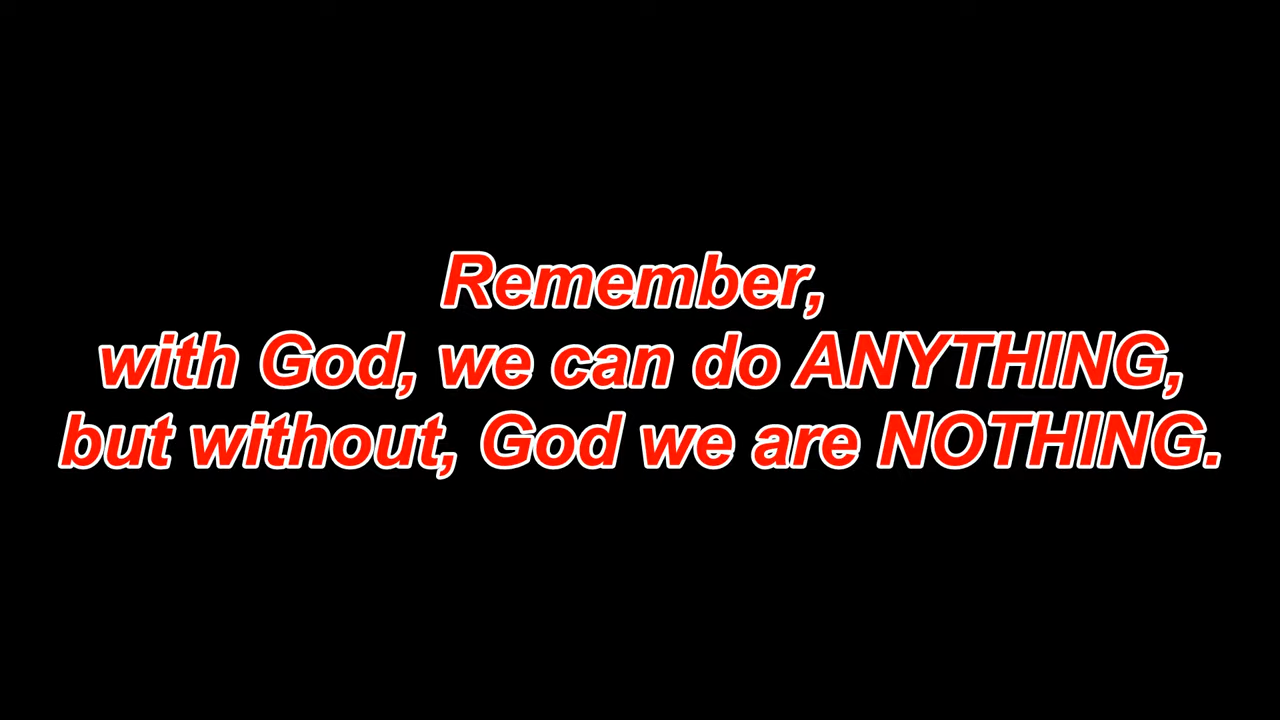 Remember,
with God, we can do ANYTHING,
but without, God we are NOTHING.